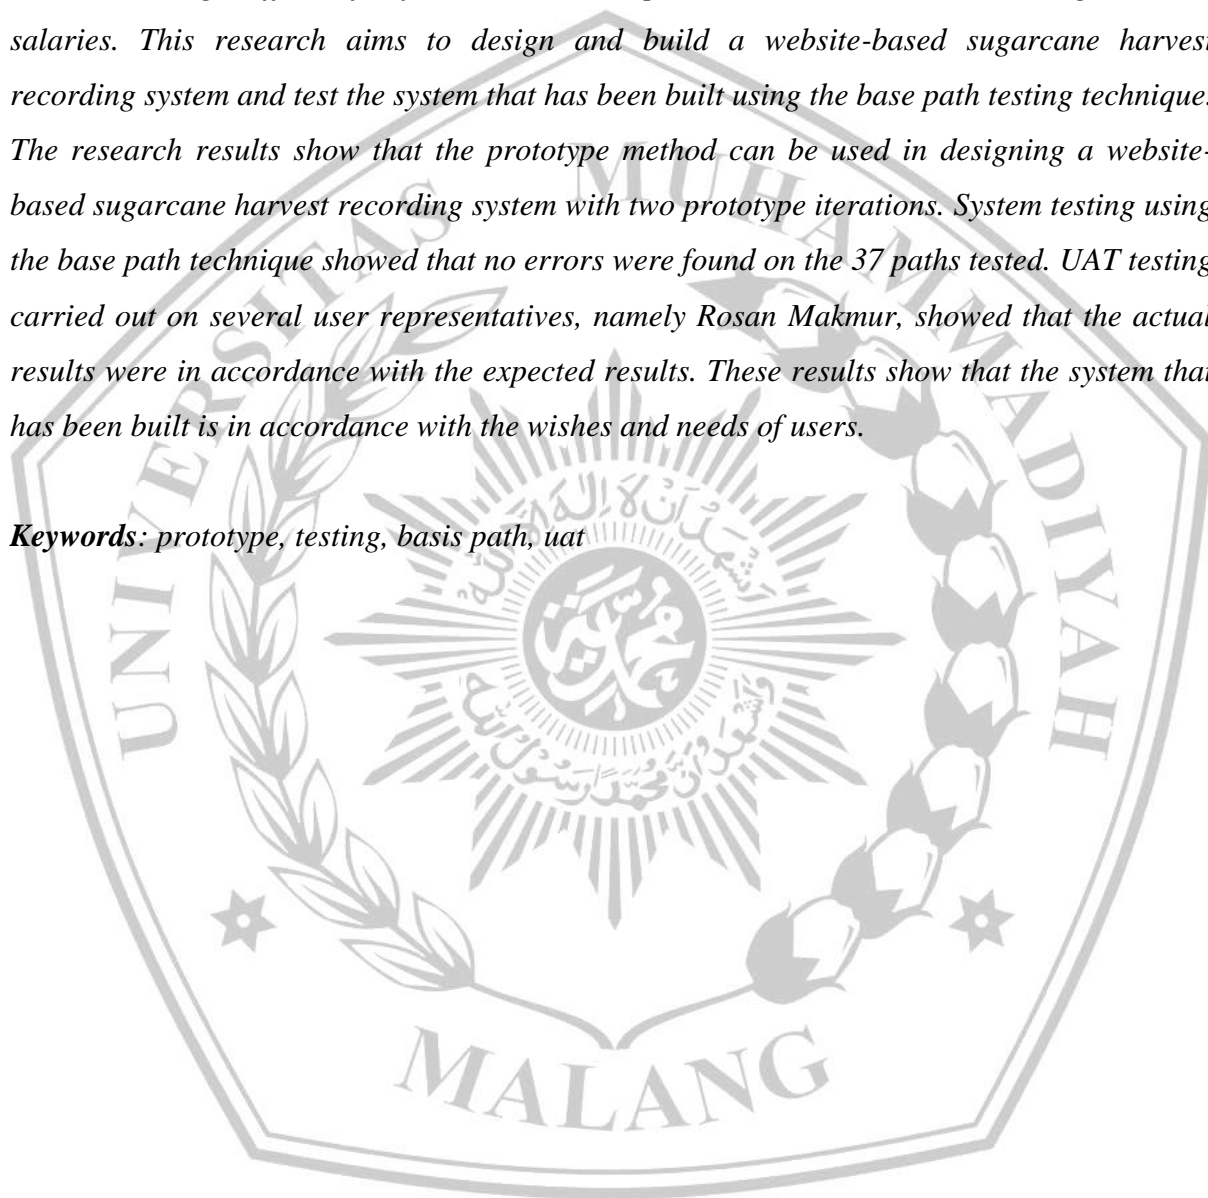 salaries. This research aims to design and build a website-based sugarcane harvest
recording system and test the system that has been built using the base path testing technique.
The research results show that the prototype method can be used in designing a website-
based sugarcane harvest recording system with two prototype iterations. System testing using
the base path technique showed that no errors were found on the 37 paths tested. UAT testing
carried out on several user representatives, namely Rosan Makmur, showed that the actual
results were in accordance with the expected results. These results show that the system that
has been built is in accordance with the wishes and needs of users.
Keywords: prototype, testing, basis path, uat
UNIVERSITAS MUHAMMADIYAH
MALANG